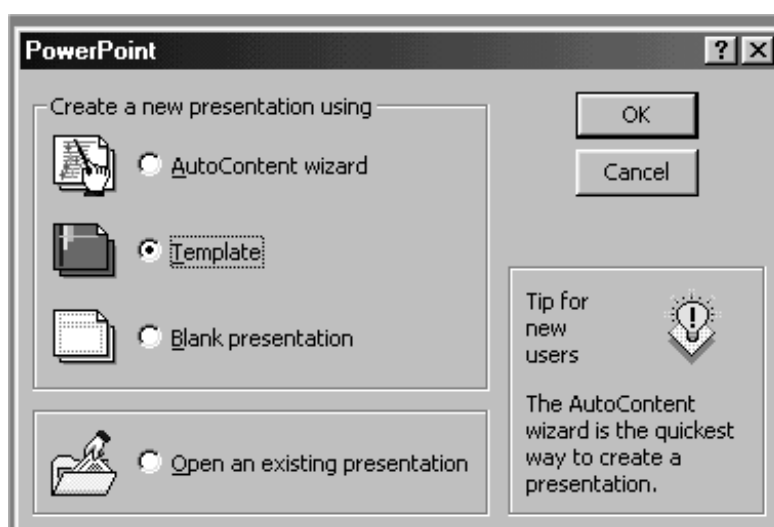 PowerPoint
Create a new presentation using
AutoContent wizard
Template
Blank presentation
Open an existing presentation
OK
Cancel
Tip for
new
users
The AutoContent
wizard is the quickest
way to create a
presentation.